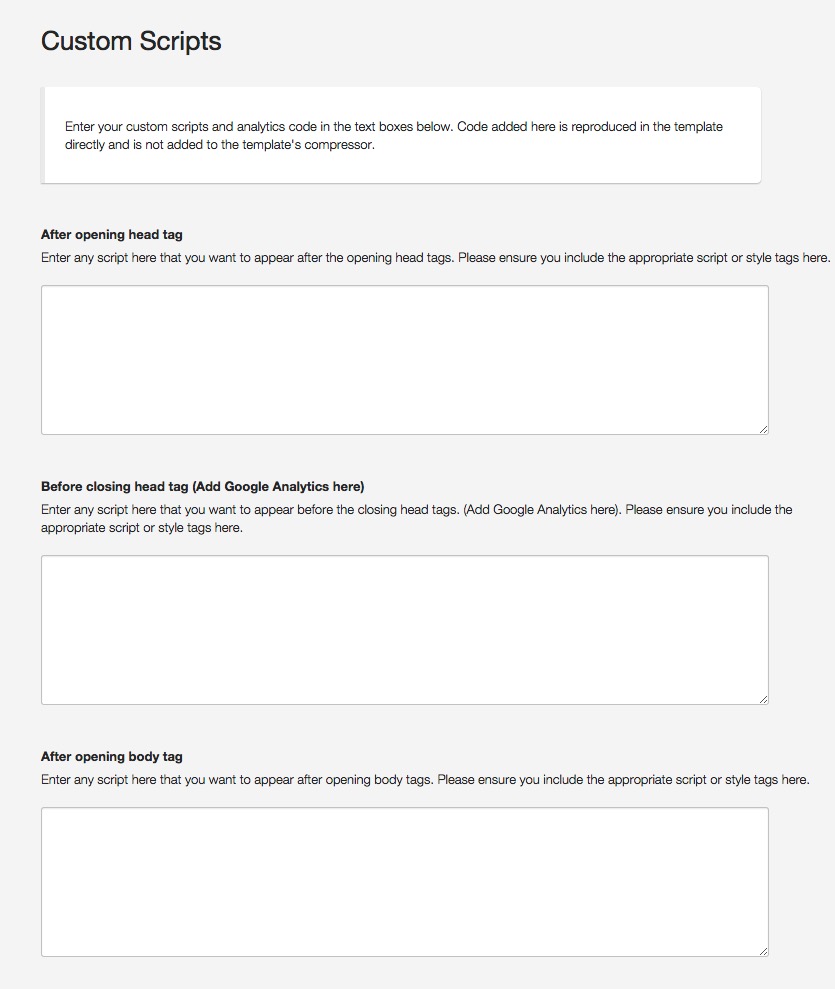 Custom Scripts
Enter your custom scripts and analytics code in the text boxes below. Code added here is reproduced in the template
directly and is not added to the template's compressor.
After opening head tag
Enter any script here that you want to appear after the opening head tags. Please ensure you include the appropriate script or style tags here.
Before closing head tag (Add Google Analytics here)
Enter any script here that you want to appear before the closing head tags. (Add Google Analytics here). Please ensure you include the
appropriate script or style tags here.
After opening body tag
Enter any script here that you want to appear after opening body tags. Please ensure you include the appropriate script or style tags here.